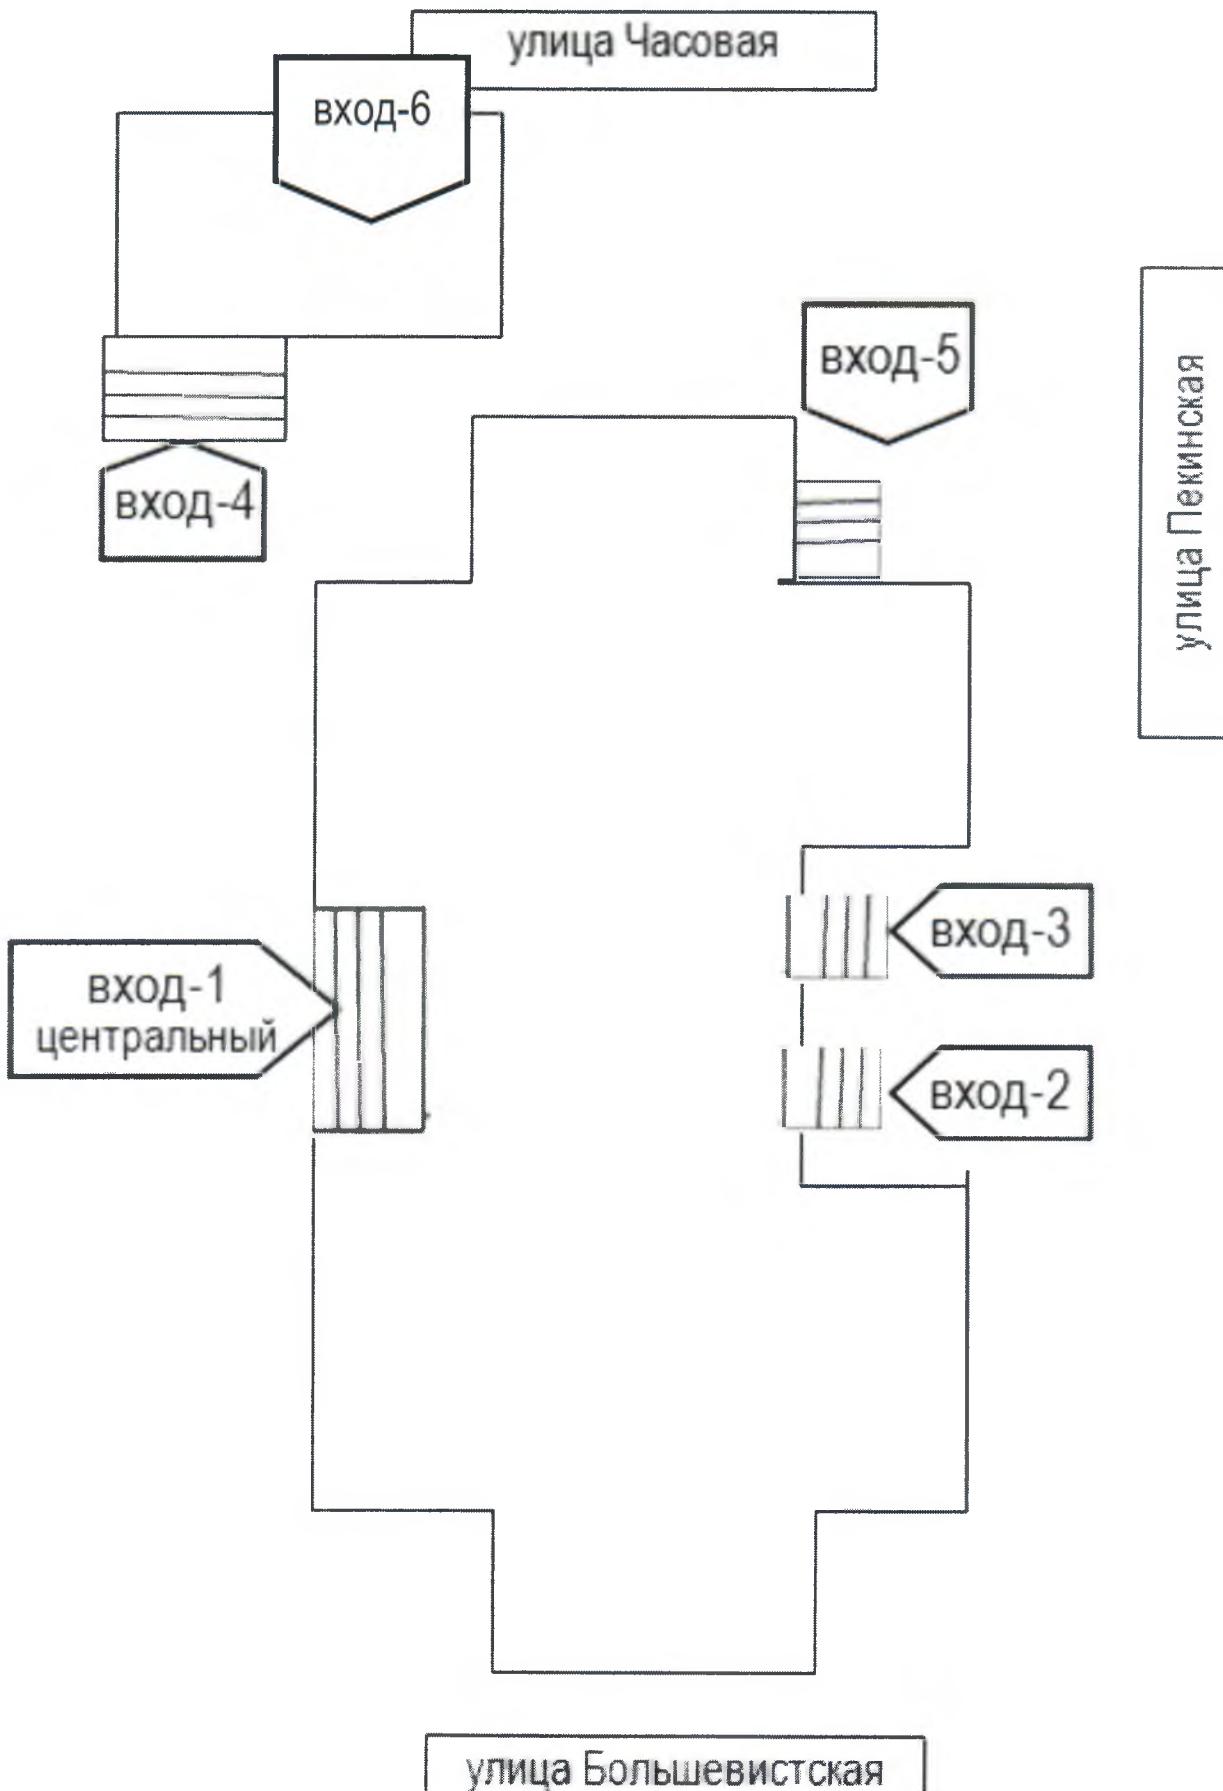 улица Часовая
вход-6
вход-5
улица Пекинская
вход-4
вход-3
вход-1
центральный
вход-2
улица Большевистская